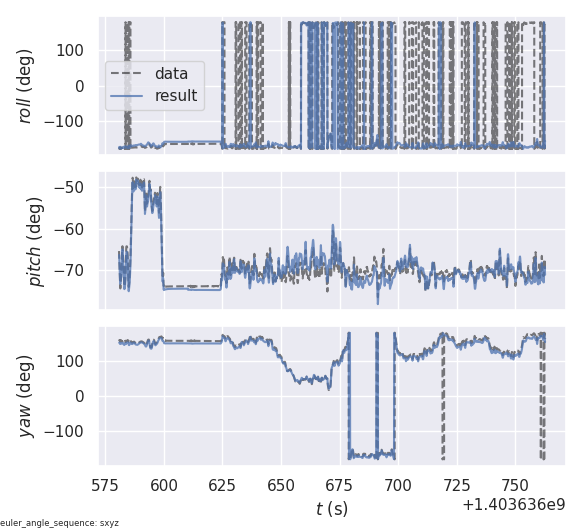 100
0
−100
roll (deg)
data
result
−50
−60
−70
pitch (deg)
100
0
−100
yaw (deg)
575 600 625 650 675 700 725 750
t (s)
+1.403636e9
euler_angle_sequence: sxyz